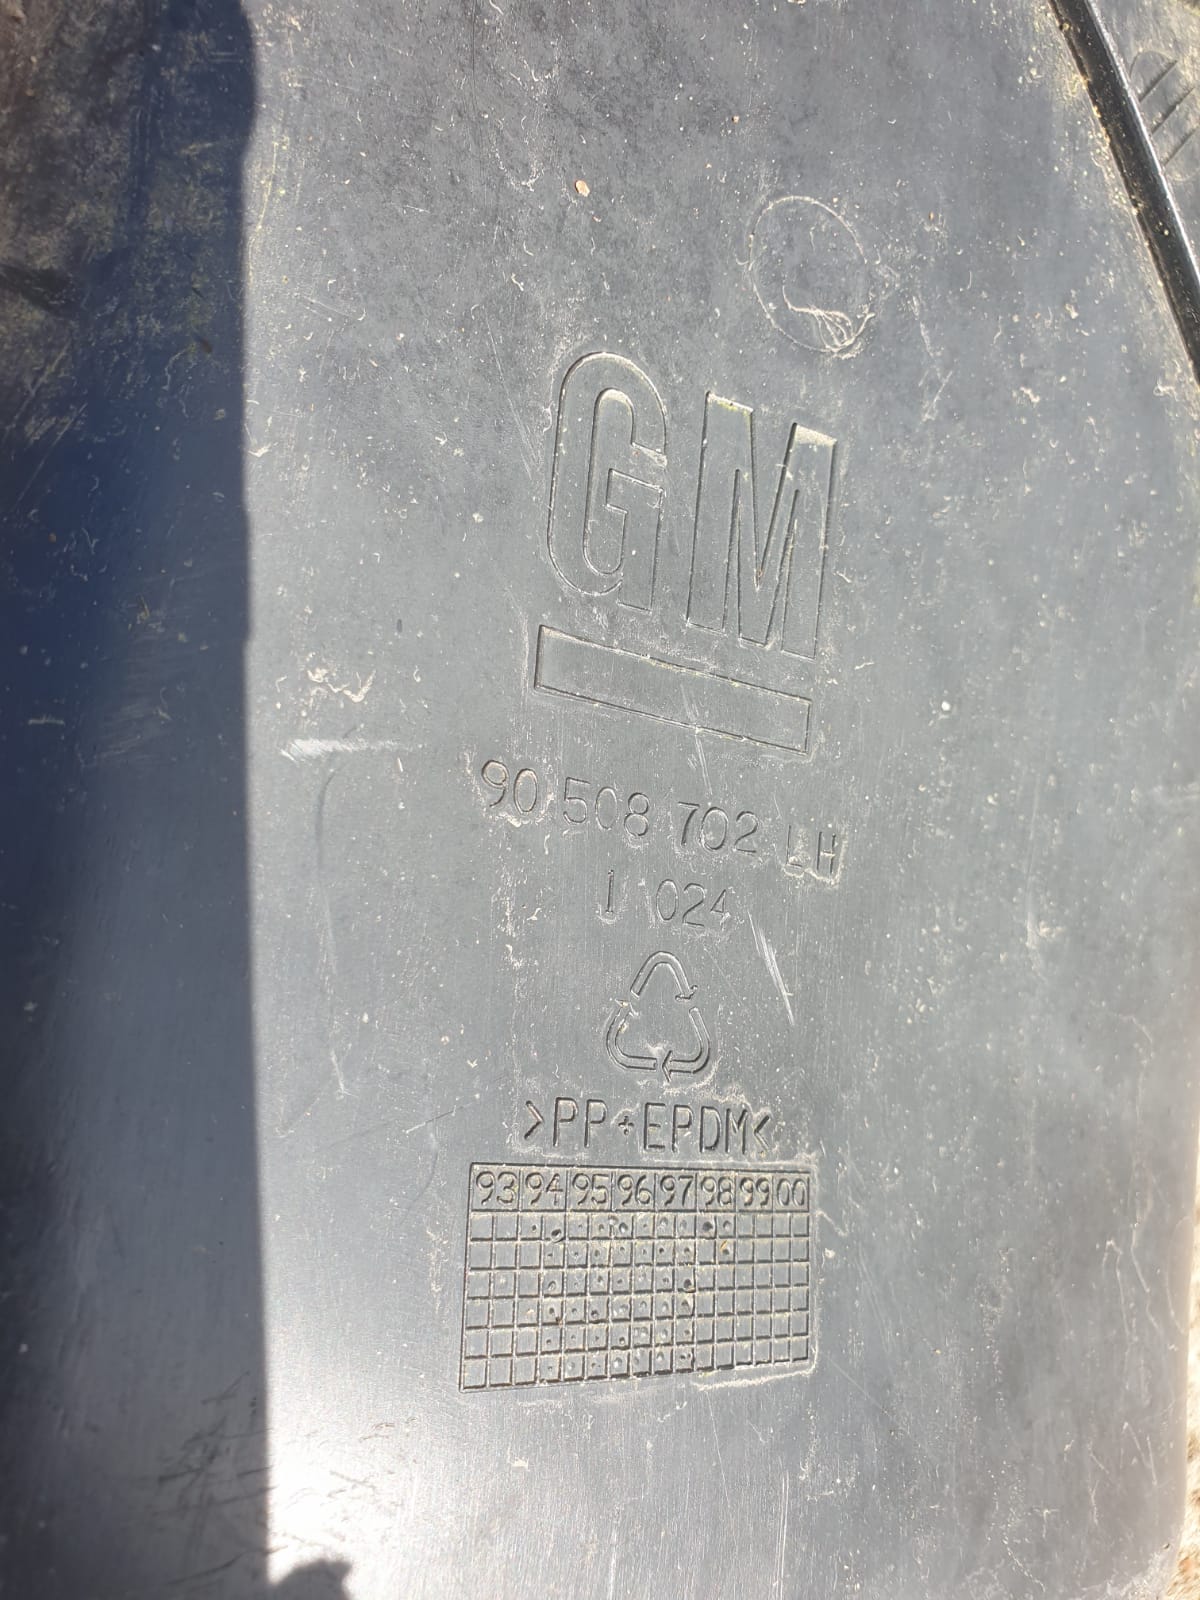 GM
90 508 702 LH
1 024
>PP+EPDM<
93 94 95 96 97 98 99 00